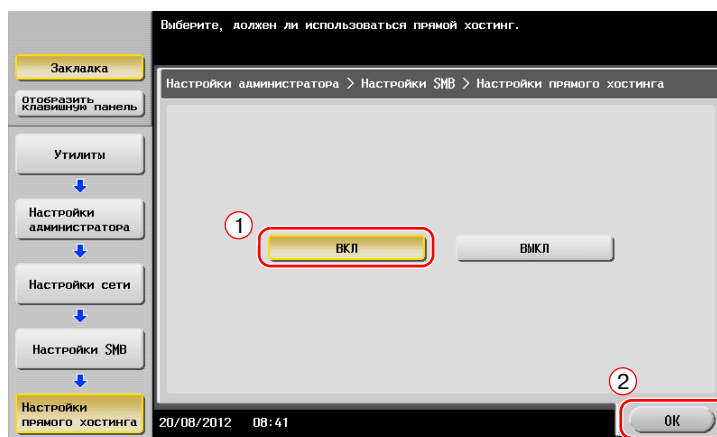 Выберите, должен ли использоваться прямой хостинг.
Закладка
Отобразить
клавишную панель
Настройки администратора > Настройки SMB > Настройки прямого хостинга
Утилиты
Настройки
администратора
Настройки сети
Настройки SMB
Настройки
прямого хостинга
1
ВКЛ
ВЫКЛ
2
20/08/2012 08:41
OK